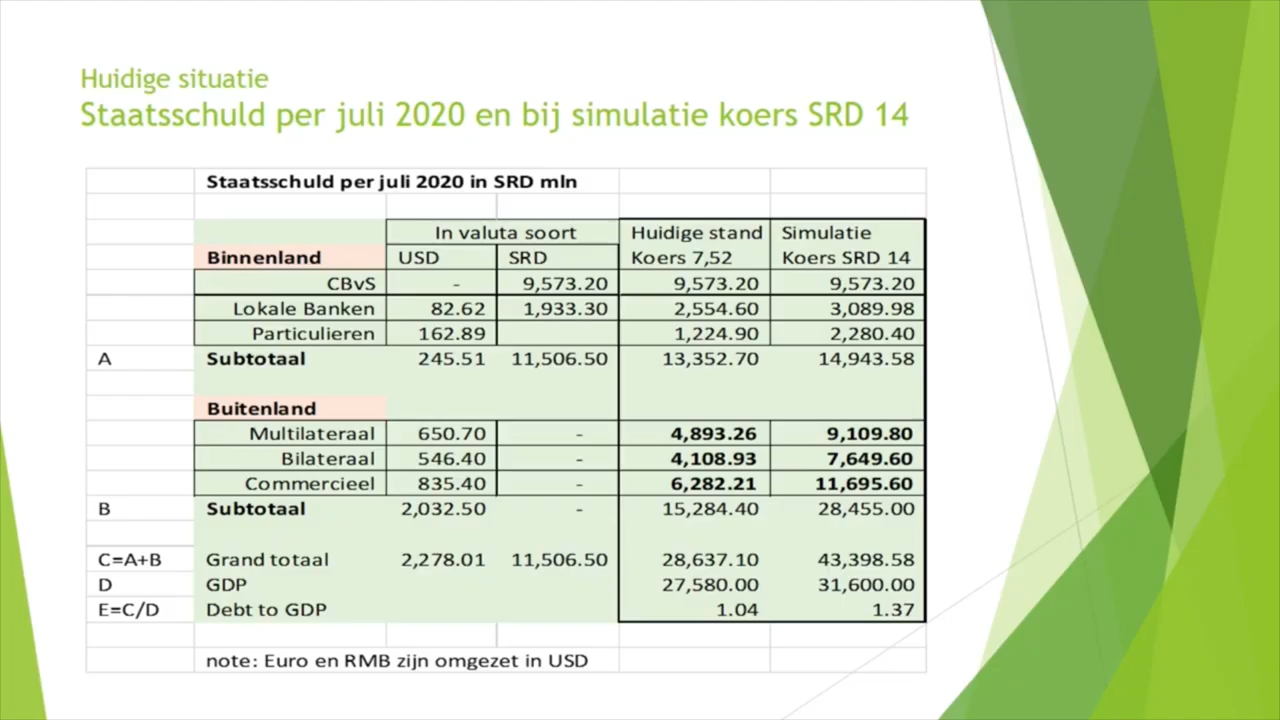 Huidige situatie
Staatsschuld per juli 2020 en bij simulatie koers SRD 14
Staatsschuld per juli 2020 in SRD mln
In valuta soort Huidige stand Simulatie
Binnenland USD SRD Koers 7,52 Koers SRD 14
CBvS - 9,573.20 9,573.20 9,573.20
Lokale Banken 82.62 1,933.30 2,554.60 3,089.98
Particulieren 162.89 1,224.90 2,280.40
A Subtotaal 245.51 11,506.50 13,352.70 14,943.58
Buitenland
Multilateraal 650.70 - 4,893.26 9,109.80
Bilateraal 546.40 - 4,108.93 7,649.60
Commercieel 835.40 - 6,282.21 11,695.60
B Subtotaal 2,032.50 - 15,284.40 28,455.00
C=A+B Grand totaal 2,278.01 11,506.50 28,637.10 43,398.58
D GDP 27,580.00 31,600.00
E=C/D Debt to GDP 1.04 1.37
note: Euro en RMB zijn omgezet in USD